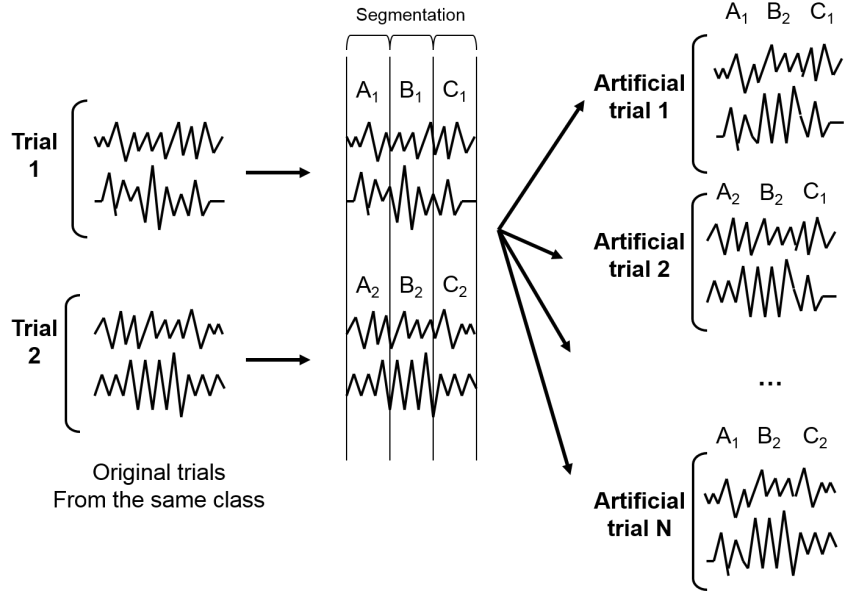 Segmentation
A₁ B₁ C₁
Trial
1
A₂ B₂ C₂
Trial
2
Original trials
From the same class
A₁ B₂ C₁
Artificial
trial 1
A₂ B₂ C₁
Artificial
trial 2
...
A₁ B₂ C₂
Artificial
trial N